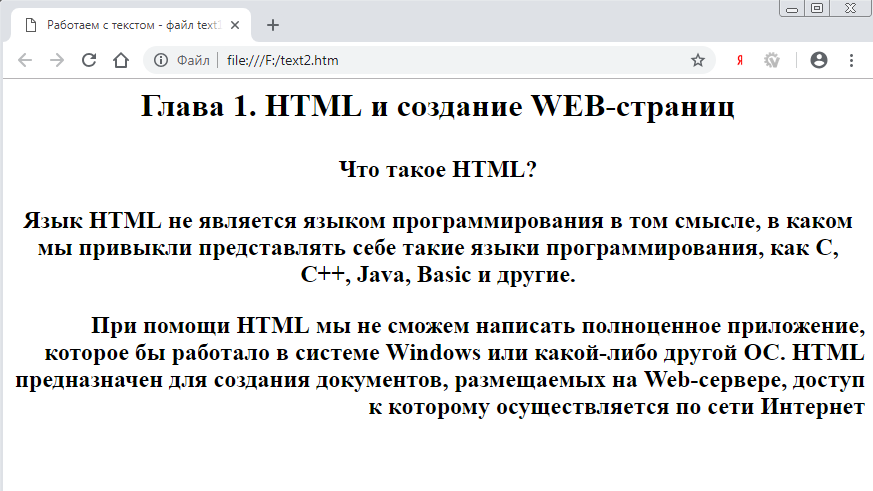 Работаем с текстом - файл text2
Файл file:///F:/text2.htm
Я
Глава 1. HTML и создание WEB-страниц
Что такое HTML?
Язык HTML не является языком программирования в том смысле, в каком
мы привыкли представлять себе такие языки программирования, как C,
C++, Java, Basic и другие.
При помощи HTML мы не сможем написать полноценное приложение,
которое бы работало в системе Windows или какой-либо другой ОС. HTML
предназначен для создания документов, размещаемых на Web-сервере, доступ
к которому осуществляется по сети Интернет